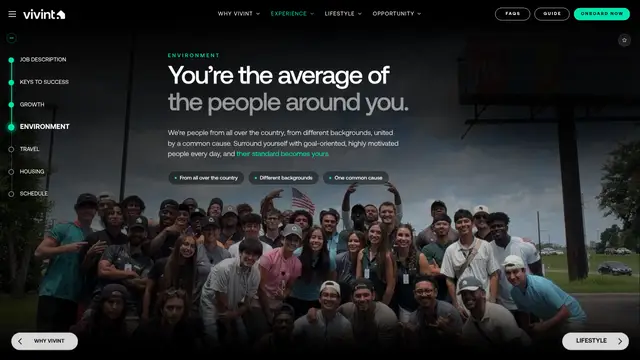 vivint
WHY VIVINT
EXPERIENCE
LIFESTYLE
OPPORTUNITY
FAQS
GUIDE
ONBOARD NOW
JOB DESCRIPTION
KEYS TO SUCCESS
GROWTH
ENVIRONMENT
TRAVEL
HOUSING
SCHEDULE
ENVIRONMENT
You're the average of
the people around you.
We're people from all over the country, from different backgrounds, united
by a common cause. Surround yourself with goal-oriented, highly motivated
people every day, and their standard becomes yours.
From all over the country
Different backgrounds
One common cause
WHY VIVINT
LIFESTYLE